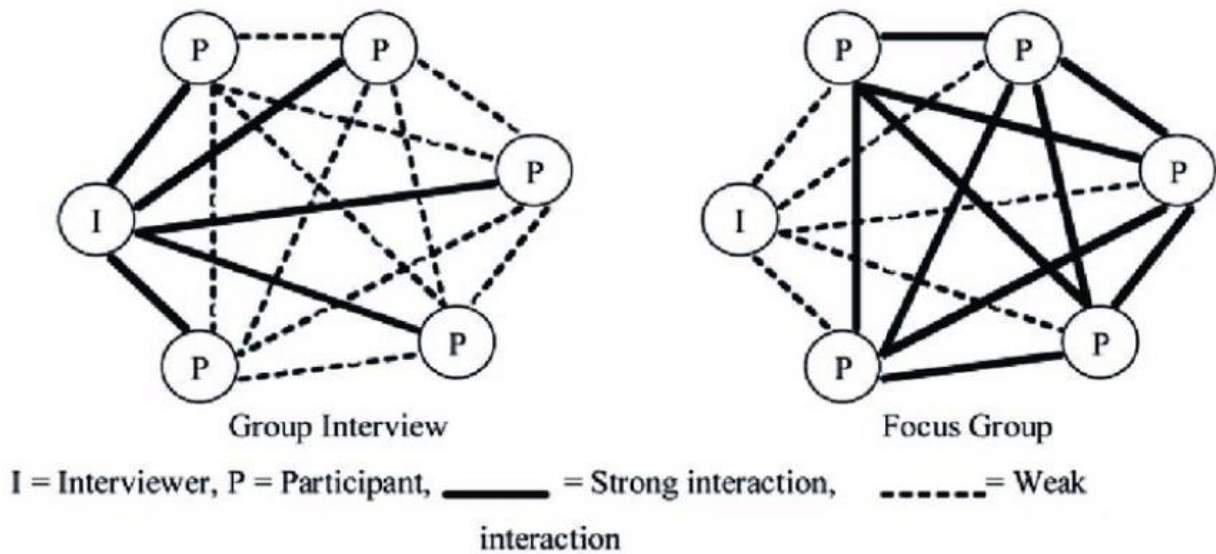 P P P P
P P
I I
P P
P P
Group Interview Focus Group
I = Interviewer, P = Participant, = Strong interaction, = Weak
interaction